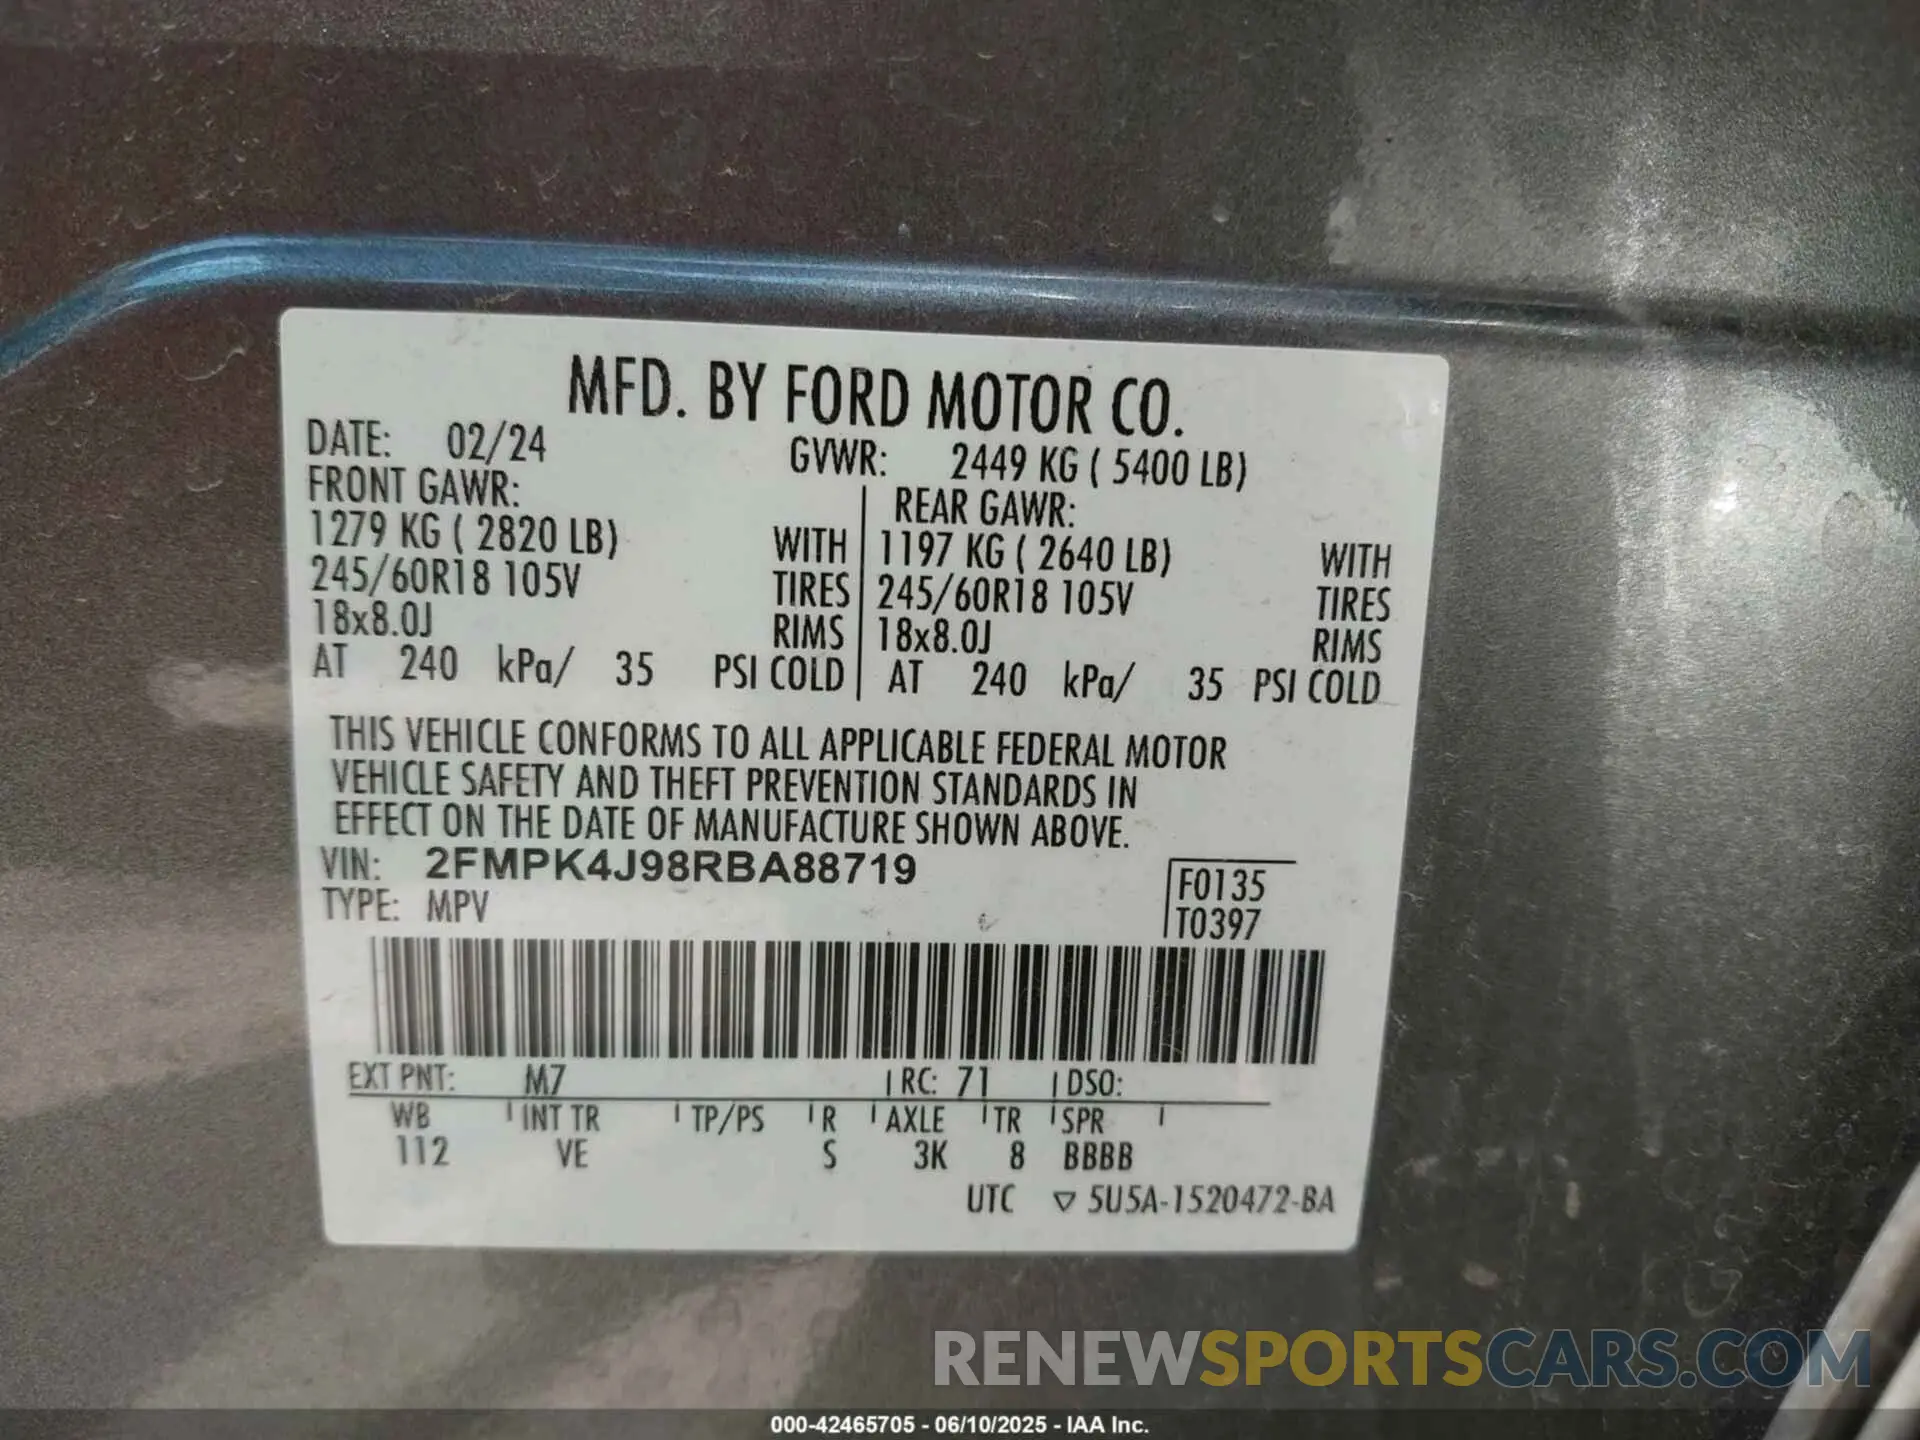 MFD. BY FORD MOTOR CO.
DATE: 02/24 GVWR: 2449 KG ( 5400 LB)
FRONT GAWR: REAR GAWR:
1279 KG ( 2820 LB) WITH 1197 KG ( 2640 LB) WITH
245/60R18 105V TIRES 245/60R18 105V TIRES
18x8.0J RIMS 18x8.0J RIMS
AT 240 kPa/ 35 PSI COLD AT 240 kPa/ 35 PSI COLD
THIS VEHICLE CONFORMS TO ALL APPLICABLE FEDERAL MOTOR
VEHICLE SAFETY AND THEFT PREVENTION STANDARDS IN
EFFECT ON THE DATE OF MANUFACTURE SHOWN ABOVE.
VIN: 2FMPK4J98RBA88719 F0135
TYPE: MPV T0397
EXT PNT: M7 RC: 71 DSO:
WB INT TR TP/PS R AXLE TR SPR
112 VE S 3K 8 BBBB
UTC ▽ 5U5A-1520472-BA
RENEWSPORTSCARS.COM
000-42465705 - 06/10/2025 - IAA Inc.